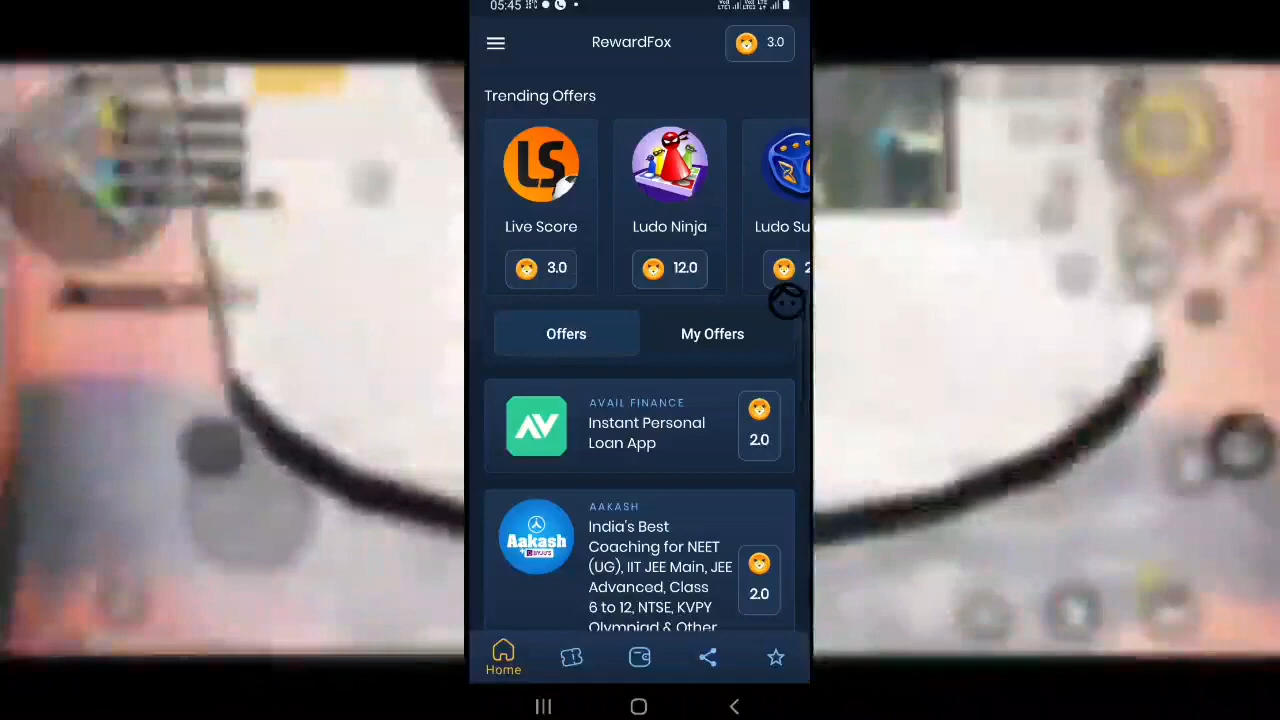 05:45
RewardFox
3.0
Trending Offers
LS
Live Score
Ludo Ninja
Ludo Su
3.0
12.0
2
Offers
My Offers
AVAIL FINANCE
Instant Personal
Loan App
2.0
AAKASH
India's Best
Coaching for NEET
(UG), IIT JEE Main, JEE
Advanced, Class
6 to 12, NTSE, KVPY
Olympiad & Other
Aakash
BYJU'S
2.0
Home